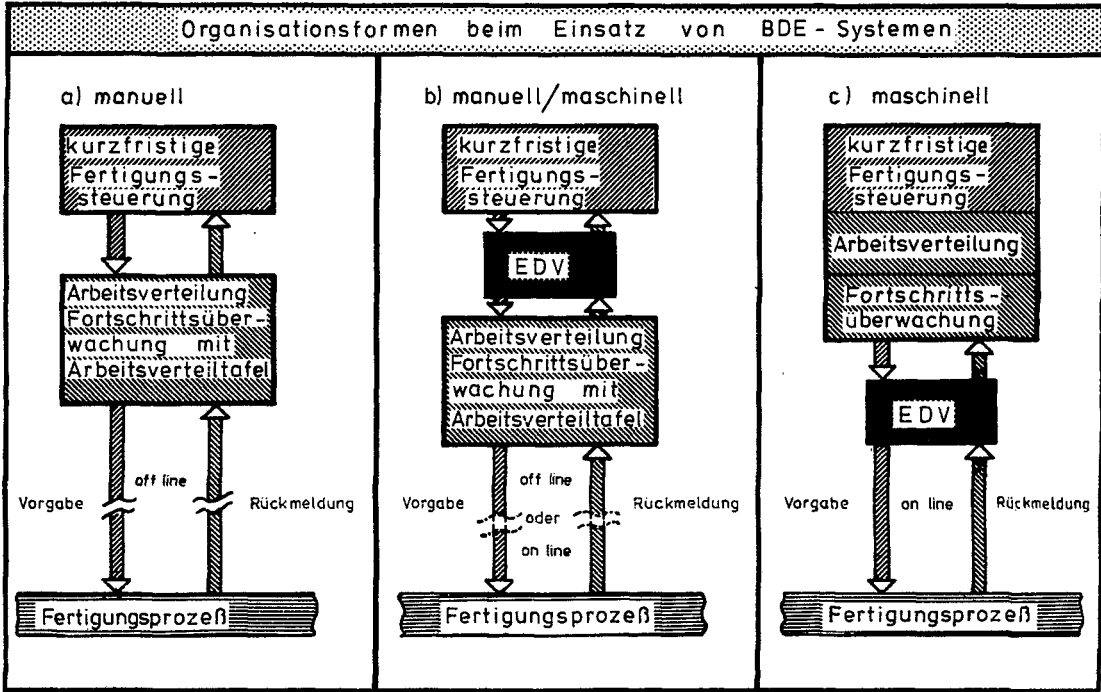 Organisationsformen beim Einsatz von BDE-Systemen
a) manuell
kurzfristige
Fertigungs-
steuerung
Arbeitsverteilung
Fortschrittsüber-
wachung mit
Arbeitsverteiltafel
off line
Vorgabe
Rückmeldung
Fertigungsprozeß
b) manuell/maschinell
kurzfristige
Fertigungs-
steuerung
EDV
Arbeitsverteilung
Fortschrittsüber-
wachung mit
Arbeitsverteiltafel
off line
Vorgabe
Rückmeldung
oder
on line
Fertigungsprozeß
c) maschinell
kurzfristige
Fertigungs-
steuerung
Arbeitsverteilung
Fortschritts-
überwachung
EDV
Vorgabe
on line
Rückmeldung
Fertigungsprozeß